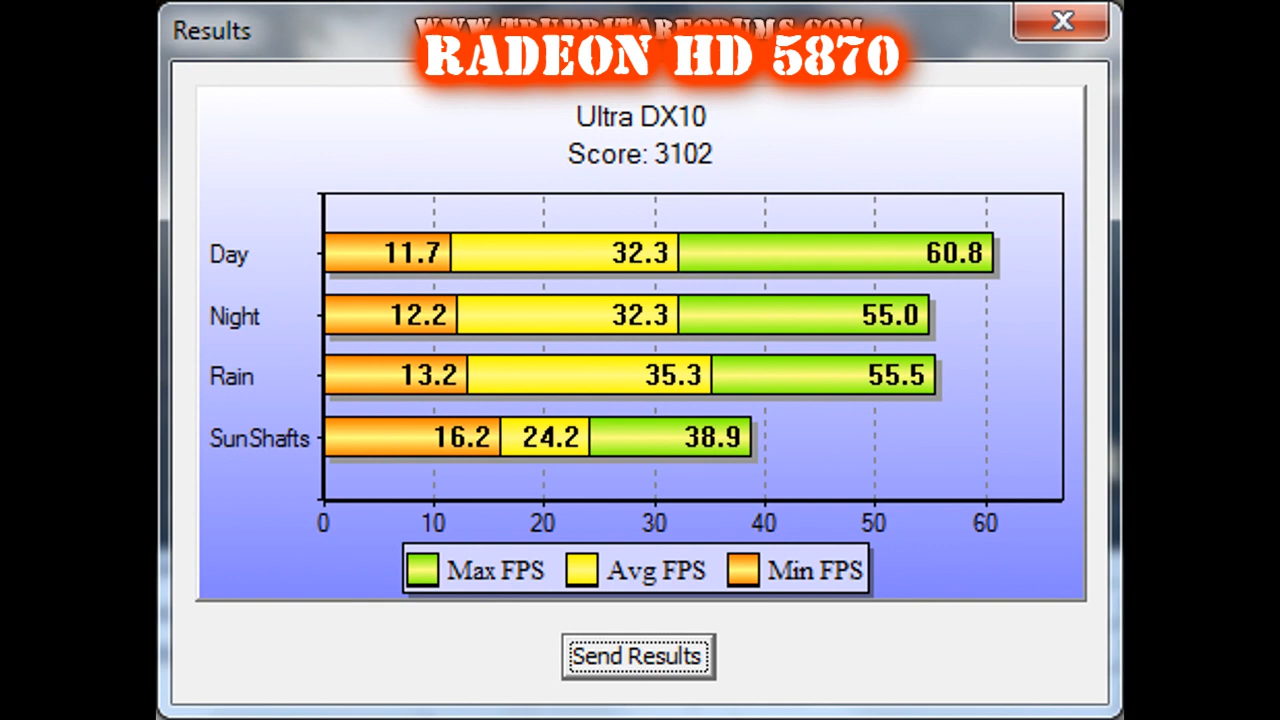 Results
RADEON HD 5870
Ultra DX10
Score: 3102
Day 11.7 32.3 60.8
Night 12.2 32.3 55.0
Rain 13.2 35.3 55.5
SunShafts 16.2 24.2 38.9
0 10 20 30 40 50 60
Max FPS Avg FPS Min FPS
Send Results